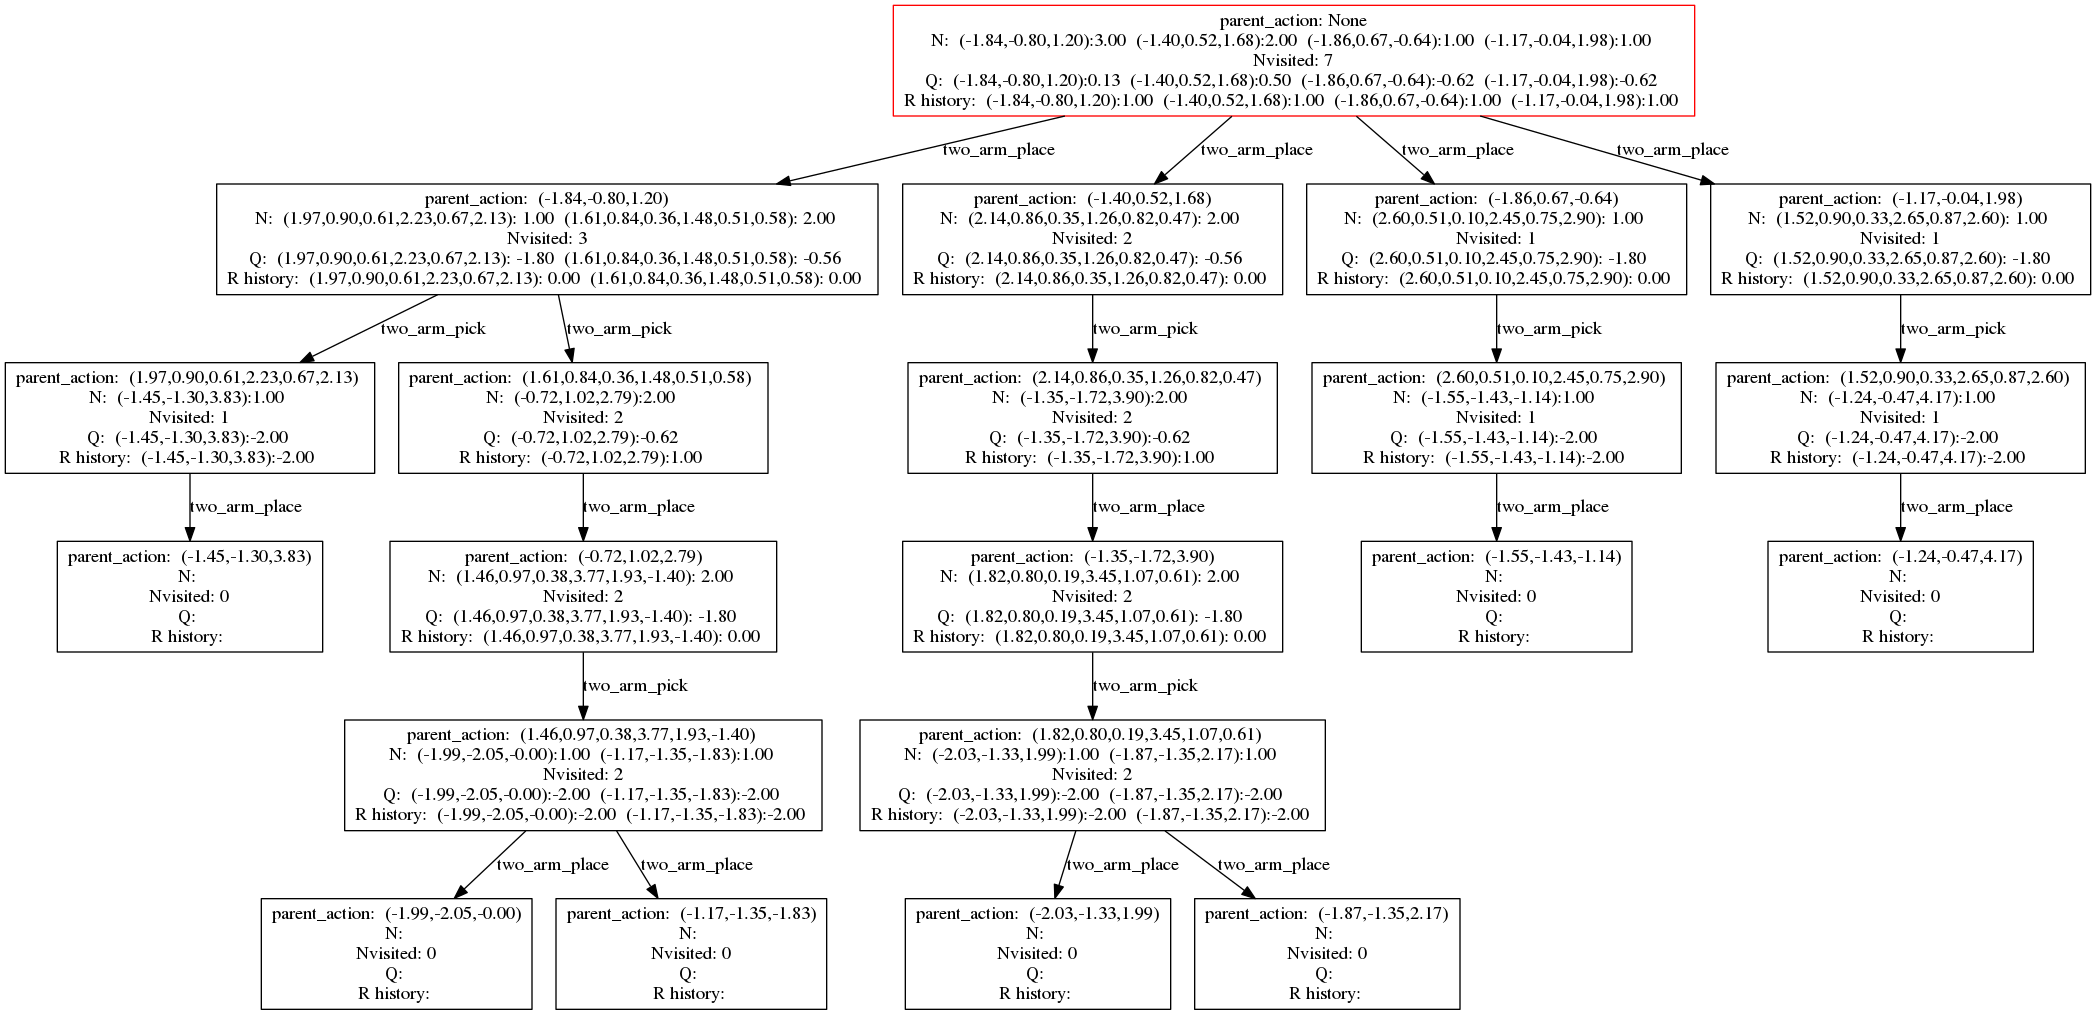 parent_action: None
N: (-1.84,-0.80,1.20):3.00 (-1.40,0.52,1.68):2.00 (-1.86,0.67,-0.64):1.00 (-1.17,-0.04,1.98):1.00
Nvisited: 7
Q: (-1.84,-0.80,1.20):0.13 (-1.40,0.52,1.68):0.50 (-1.86,0.67,-0.64):-0.62 (-1.17,-0.04,1.98):-0.62
R history: (-1.84,-0.80,1.20):1.00 (-1.40,0.52,1.68):1.00 (-1.86,0.67,-0.64):1.00 (-1.17,-0.04,1.98):1.00
two_arm_place
two_arm_place
two_arm_place
two_arm_place
parent_action: (-1.84,-0.80,1.20)
N: (1.97,0.90,0.61,2.23,0.67,2.13): 1.00 (1.61,0.84,0.36,1.48,0.51,0.58): 2.00
Nvisited: 3
Q: (1.97,0.90,0.61,2.23,0.67,2.13): -1.80 (1.61,0.84,0.36,1.48,0.51,0.58): -0.56
R history: (1.97,0.90,0.61,2.23,0.67,2.13): 0.00 (1.61,0.84,0.36,1.48,0.51,0.58): 0.00
parent_action: (-1.40,0.52,1.68)
N: (2.14,0.86,0.35,1.26,0.82,0.47): 2.00
Nvisited: 2
Q: (2.14,0.86,0.35,1.26,0.82,0.47): -0.56
R history: (2.14,0.86,0.35,1.26,0.82,0.47): 0.00
parent_action: (-1.86,0.67,-0.64)
N: (2.60,0.51,0.10,2.45,0.75,2.90): 1.00
Nvisited: 1
Q: (2.60,0.51,0.10,2.45,0.75,2.90): -1.80
R history: (2.60,0.51,0.10,2.45,0.75,2.90): 0.00
parent_action: (-1.17,-0.04,1.98)
N: (1.52,0.90,0.33,2.65,0.87,2.60): 1.00
Nvisited: 1
Q: (1.52,0.90,0.33,2.65,0.87,2.60): -1.80
R history: (1.52,0.90,0.33,2.65,0.87,2.60): 0.00
two_arm_pick
two_arm_pick
two_arm_pick
two_arm_pick
two_arm_pick
parent_action: (1.97,0.90,0.61,2.23,0.67,2.13)
N: (-1.45,-1.30,3.83):1.00
Nvisited: 1
Q: (-1.45,-1.30,3.83):-2.00
R history: (-1.45,-1.30,3.83):-2.00
parent_action: (1.61,0.84,0.36,1.48,0.51,0.58)
N: (-0.72,1.02,2.79):2.00
Nvisited: 2
Q: (-0.72,1.02,2.79):-0.62
R history: (-0.72,1.02,2.79):1.00
parent_action: (2.14,0.86,0.35,1.26,0.82,0.47)
N: (-1.35,-1.72,3.90):2.00
Nvisited: 2
Q: (-1.35,-1.72,3.90):-0.62
R history: (-1.35,-1.72,3.90):1.00
parent_action: (2.60,0.51,0.10,2.45,0.75,2.90)
N: (-1.55,-1.43,-1.14):1.00
Nvisited: 1
Q: (-1.55,-1.43,-1.14):-2.00
R history: (-1.55,-1.43,-1.14):-2.00
parent_action: (1.52,0.90,0.33,2.65,0.87,2.60)
N: (-1.24,-0.47,4.17):1.00
Nvisited: 1
Q: (-1.24,-0.47,4.17):-2.00
R history: (-1.24,-0.47,4.17):-2.00
two_arm_place
two_arm_place
two_arm_place
two_arm_place
two_arm_place
parent_action: (-1.45,-1.30,3.83)
N:
Nvisited: 0
Q:
R history:
parent_action: (-0.72,1.02,2.79)
N: (1.46,0.97,0.38,3.77,1.93,-1.40): 2.00
Nvisited: 2
Q: (1.46,0.97,0.38,3.77,1.93,-1.40): -1.80
R history: (1.46,0.97,0.38,3.77,1.93,-1.40): 0.00
parent_action: (-1.35,-1.72,3.90)
N: (1.82,0.80,0.19,3.45,1.07,0.61): 2.00
Nvisited: 2
Q: (1.82,0.80,0.19,3.45,1.07,0.61): -1.80
R history: (1.82,0.80,0.19,3.45,1.07,0.61): 0.00
parent_action: (-1.55,-1.43,-1.14)
N:
Nvisited: 0
Q:
R history:
parent_action: (-1.24,-0.47,4.17)
N:
Nvisited: 0
Q:
R history:
two_arm_pick
two_arm_pick
parent_action: (1.46,0.97,0.38,3.77,1.93,-1.40)
N: (-1.99,-2.05,-0.00):1.00 (-1.17,-1.35,-1.83):1.00
Nvisited: 2
Q: (-1.99,-2.05,-0.00):-2.00 (-1.17,-1.35,-1.83):-2.00
R history: (-1.99,-2.05,-0.00):-2.00 (-1.17,-1.35,-1.83):-2.00
parent_action: (1.82,0.80,0.19,3.45,1.07,0.61)
N: (-2.03,-1.33,1.99):1.00 (-1.87,-1.35,2.17):1.00
Nvisited: 2
Q: (-2.03,-1.33,1.99):-2.00 (-1.87,-1.35,2.17):-2.00
R history: (-2.03,-1.33,1.99):-2.00 (-1.87,-1.35,2.17):-2.00
two_arm_place
two_arm_place
two_arm_place
two_arm_place
parent_action: (-1.99,-2.05,-0.00)
N:
Nvisited: 0
Q:
R history:
parent_action: (-1.17,-1.35,-1.83)
N:
Nvisited: 0
Q:
R history:
parent_action: (-2.03,-1.33,1.99)
N:
Nvisited: 0
Q:
R history:
parent_action: (-1.87,-1.35,2.17)
N:
Nvisited: 0
Q:
R history: